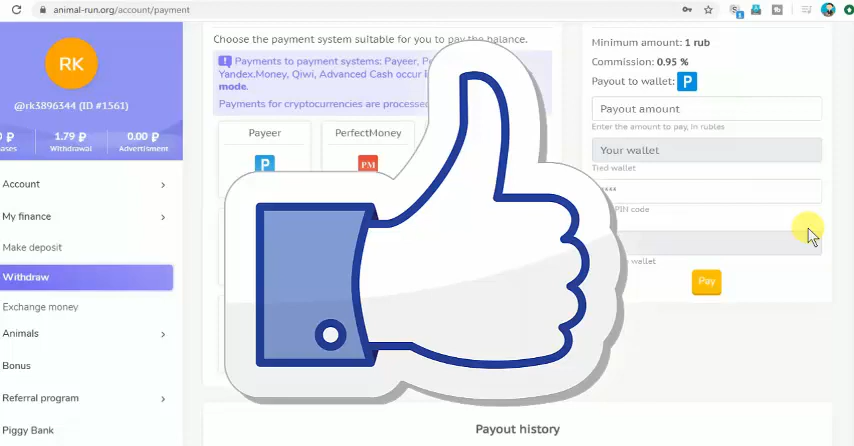 animal-run.org/account/payment
RK
@rk3896344 (ID #1561)
1.79 ₽
0.00 ₽
Withdrawal
Advertisment
Account
My finance
Make deposit
Withdraw
Exchange money
Animals
Bonus
Referral program
Piggy Bank
Choose the payment system suitable for you to pay the balance.
Payments to payment systems: Payeer,
Yandex.Money, Qiwi, Advanced Cash occur
mode.
Payments for cryptocurrencies are processed
Payeer
PerfectMoney
P
PM
Minimum amount: 1 rub
Commission: 0.95 %
Payout to wallet: P
Payout amount
Enter the amount to pay, in rubles
Your wallet
Tied wallet
PIN code
wallet
Pay
Payout history